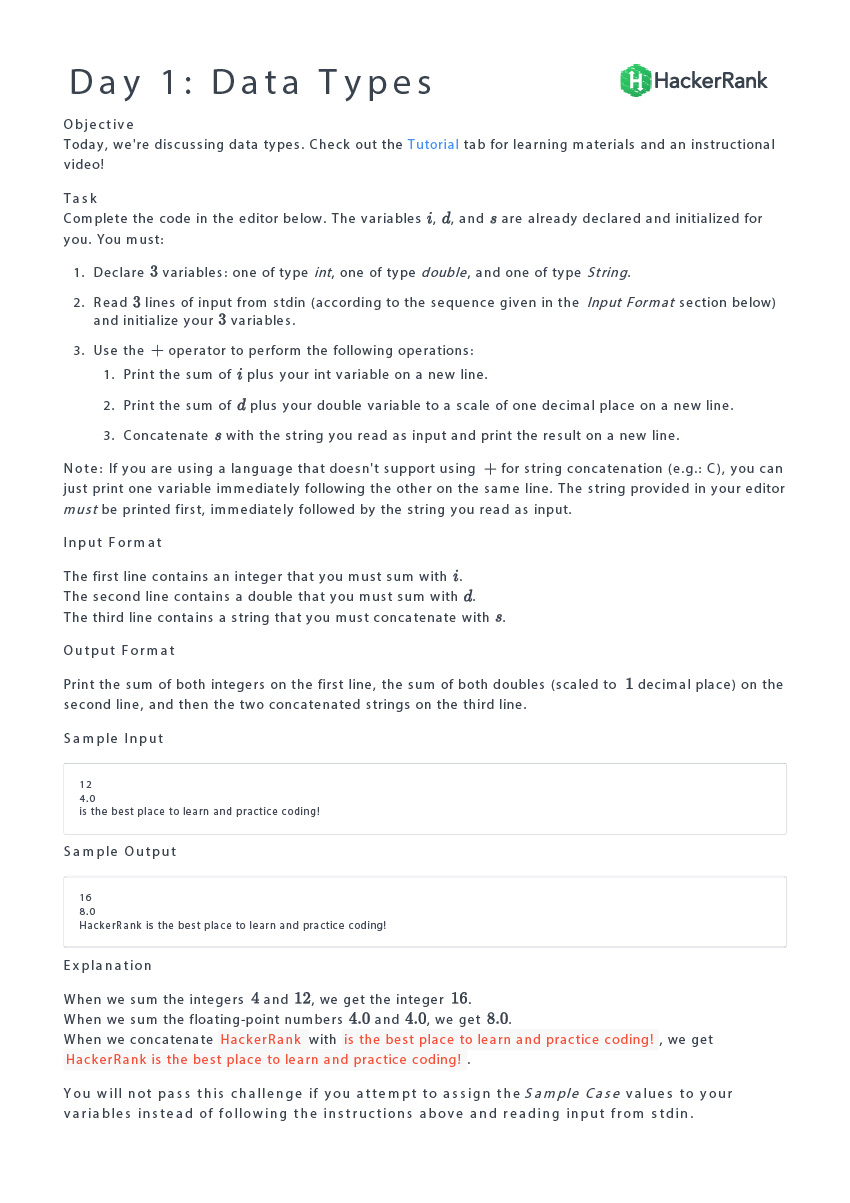 Day 1: Data Types
HackerRank
Objective
Today, we're discussing data types. Check out the Tutorial tab for learning materials and an instructional
video!
Task
Complete the code in the editor below. The variables i, d, and s are already declared and initialized for
you. You must:
1. Declare 3 variables: one of type int, one of type double, and one of type String.
2. Read 3 lines of input from stdin (according to the sequence given in the Input Format section below)
and initialize your 3 variables.
3. Use the + operator to perform the following operations:
1. Print the sum of i plus your int variable on a new line.
2. Print the sum of d plus your double variable to a scale of one decimal place on a new line.
3. Concatenate s with the string you read as input and print the result on a new line.
Note: If you are using a language that doesn't support using + for string concatenation (e.g.: C), you can
just print one variable immediately following the other on the same line. The string provided in your editor
must be printed first, immediately followed by the string you read as input.
Input Format
The first line contains an integer that you must sum with i.
The second line contains a double that you must sum with d.
The third line contains a string that you must concatenate with s.
Output Format
Print the sum of both integers on the first line, the sum of both doubles (scaled to 1 decimal place) on the
second line, and then the two concatenated strings on the third line.
Sample Input
12
4.0
is the best place to learn and practice coding!
Sample Output
16
8.0
HackerRank is the best place to learn and practice coding!
Explanation
When we sum the integers 4 and 12, we get the integer 16.
When we sum the floating-point numbers 4.0 and 4.0, we get 8.0.
When we concatenate HackerRank with is the best place to learn and practice coding! , we get
HackerRank is the best place to learn and practice coding! .
You will not pass this challenge if you attempt to assign the Sample Case values to your
variables instead of following the instructions above and reading input from stdin.